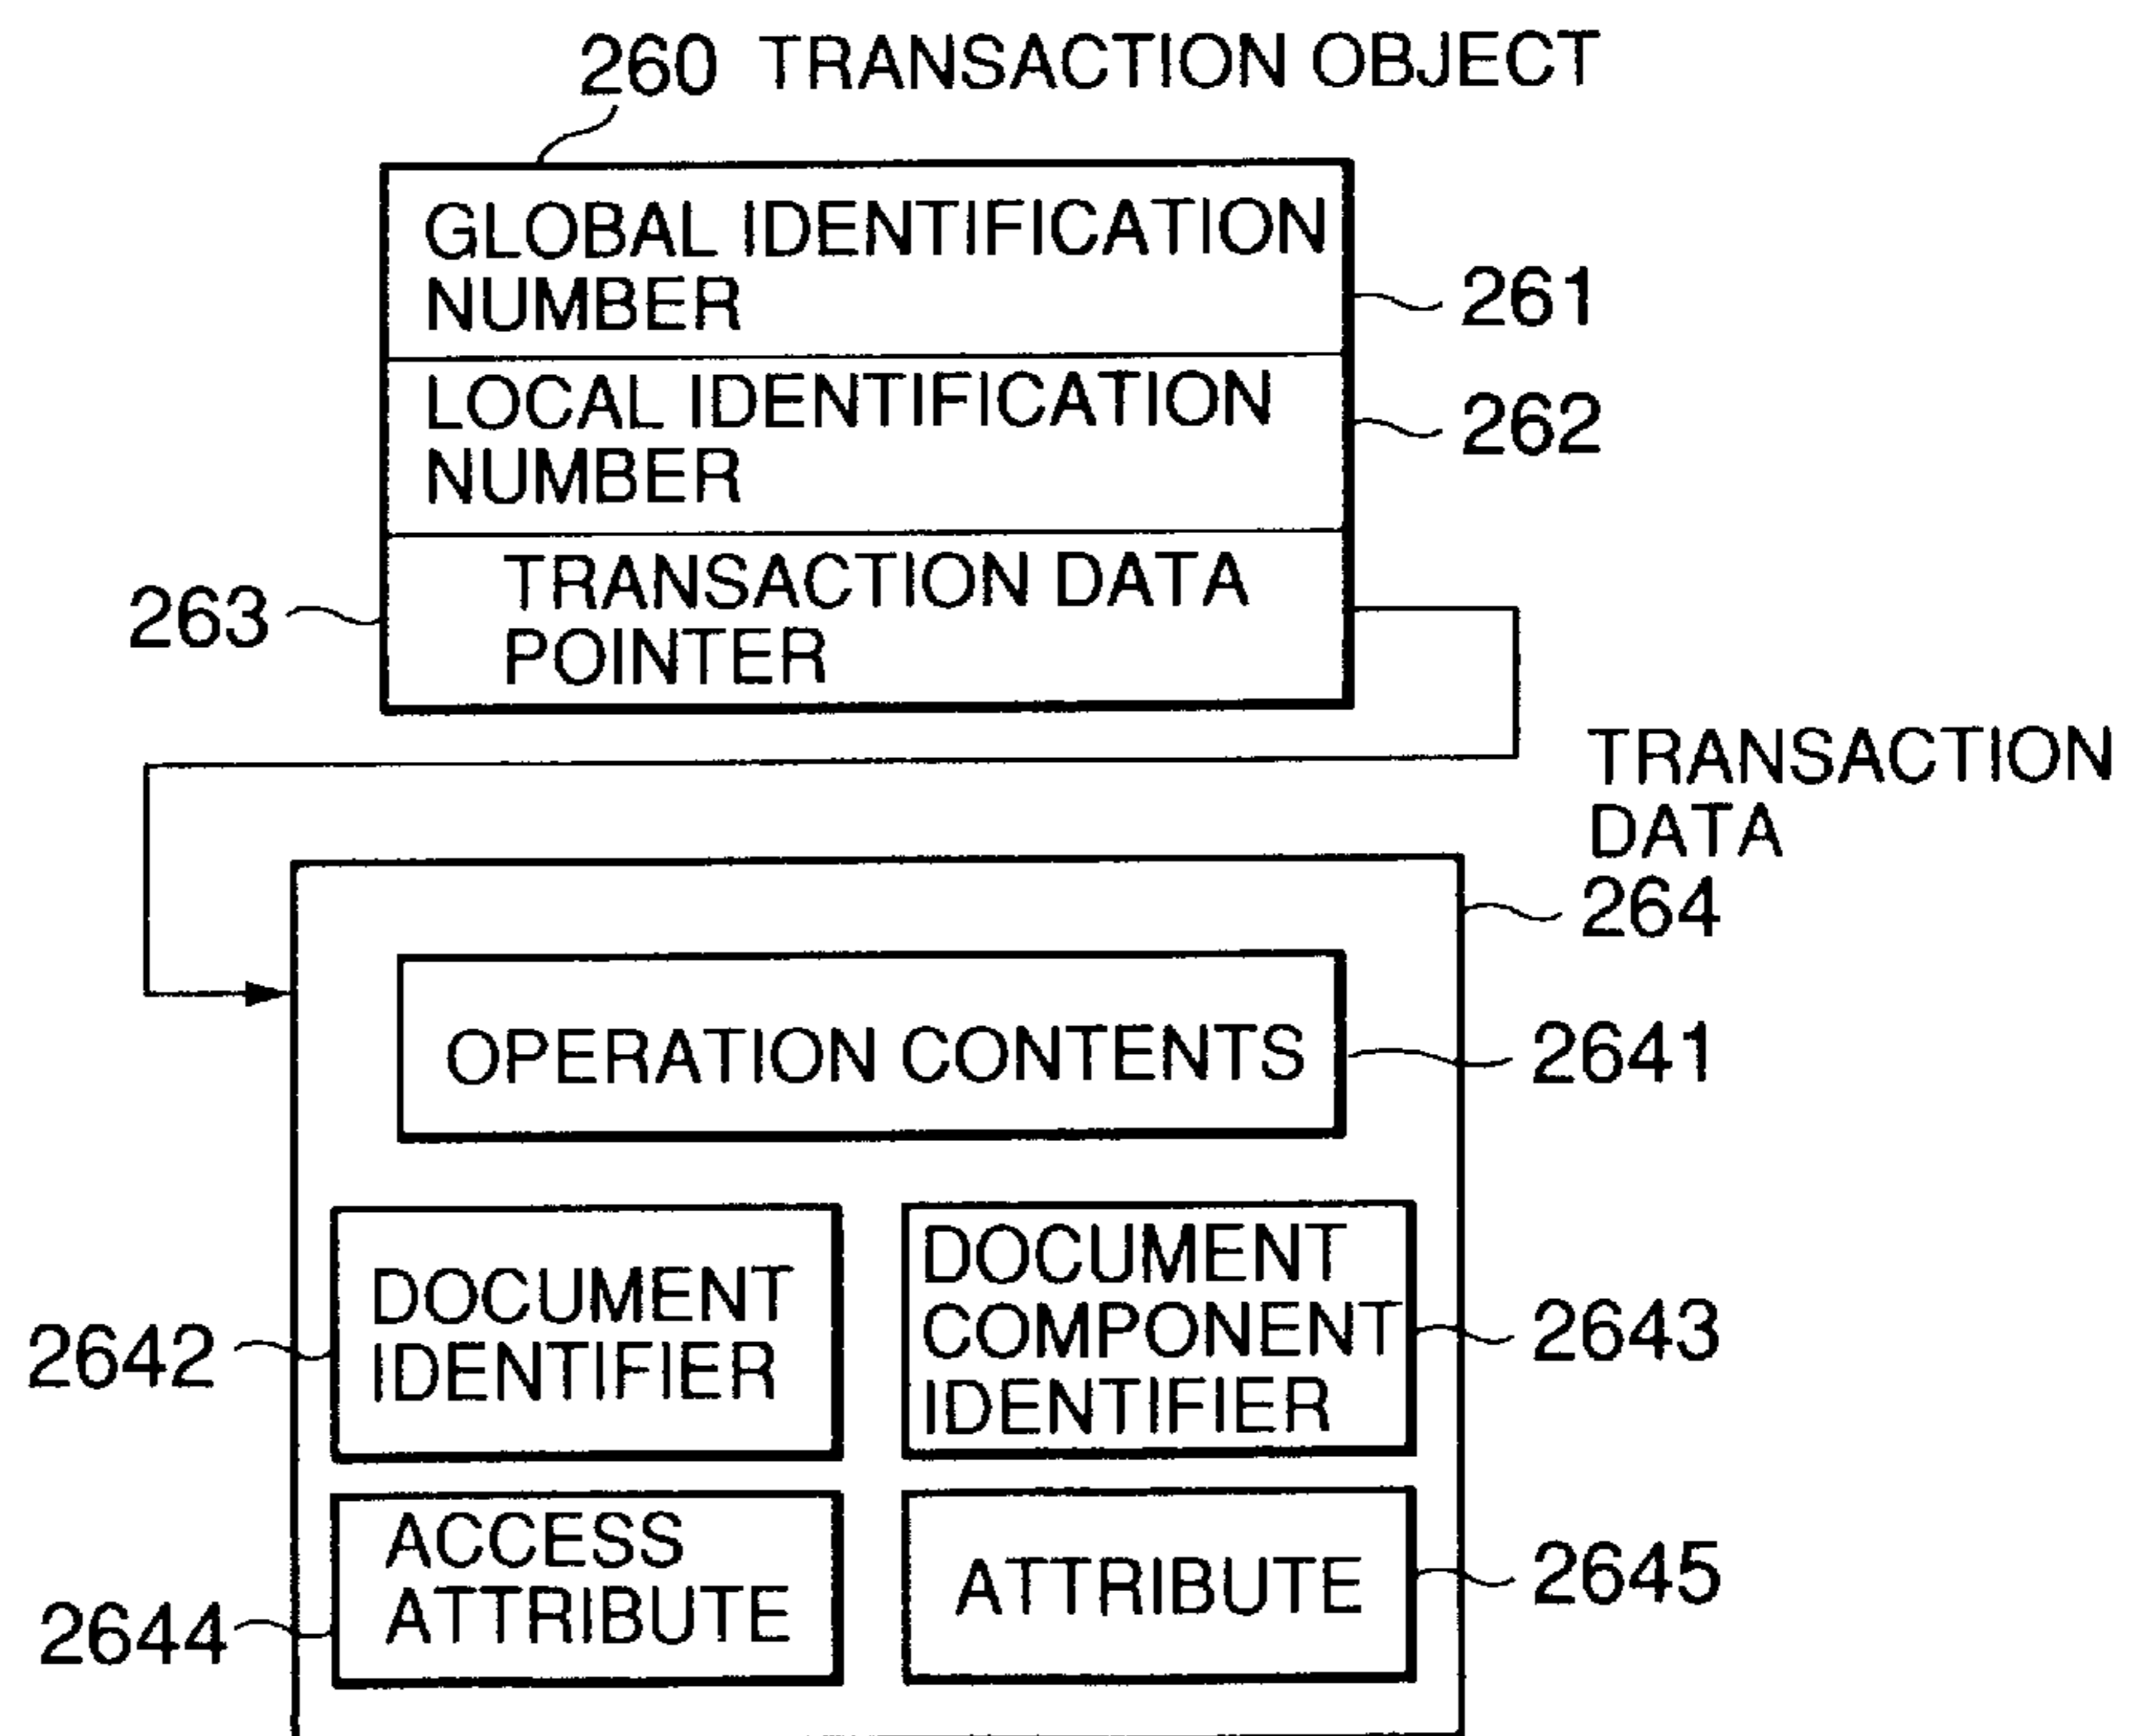 260 TRANSACTION OBJECT
GLOBAL IDENTIFICATION
NUMBER
261
LOCAL IDENTIFICATION
NUMBER
262
263
TRANSACTION DATA
POINTER
TRANSACTION
DATA
264
OPERATION CONTENTS
2641
2642
DOCUMENT
IDENTIFIER
DOCUMENT
COMPONENT
IDENTIFIER
2643
2644
ACCESS
ATTRIBUTE
ATTRIBUTE
2645